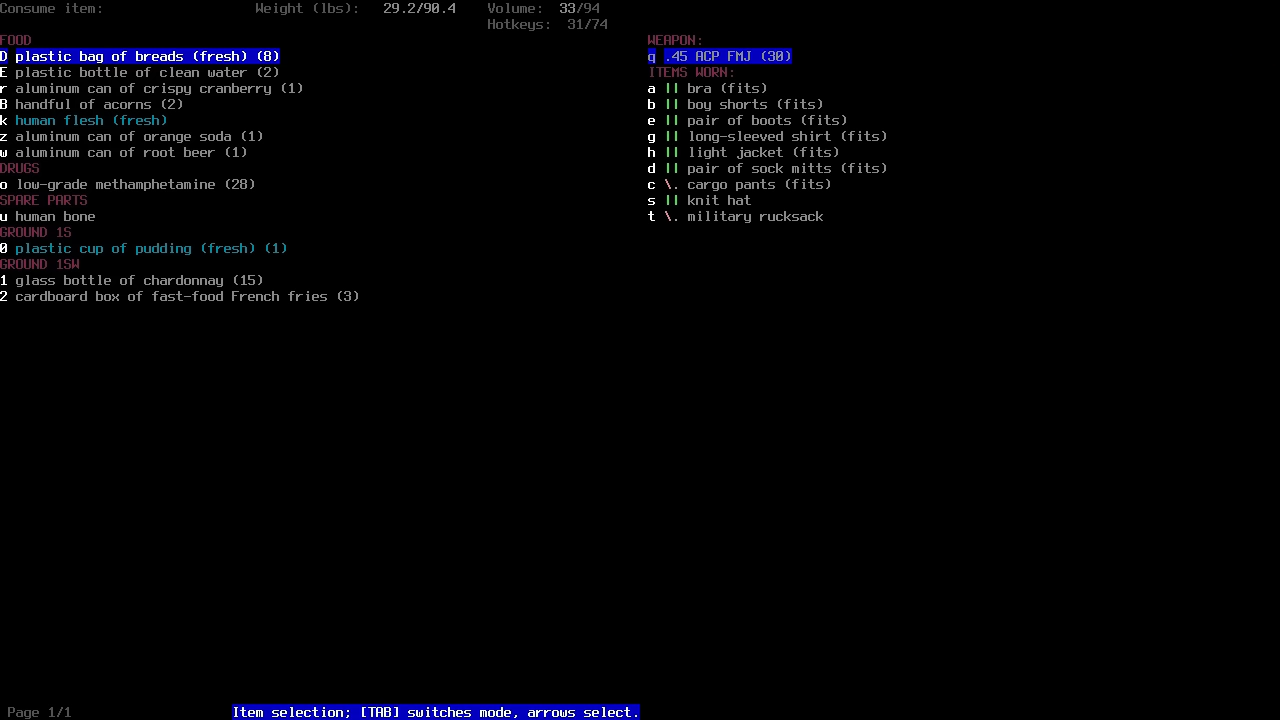 Consume item: Weight (lbs): 29.2/90.4 Volume: 33/94
Hotkeys: 31/74
FOOD
D plastic bag of breads (fresh) (8)
E plastic bottle of clean water (2)
r aluminum can of crispy cranberry (1)
B handful of acorns (2)
k human flesh (fresh)
z aluminum can of orange soda (1)
w aluminum can of root beer (1)
DRUGS
o low-grade methamphetamine (28)
SPARE PARTS
u human bone
GROUND 1S
0 plastic cup of pudding (fresh) (1)
GROUND 1SW
1 glass bottle of chardonnay (15)
2 cardboard box of fast-food French fries (3)
WEAPON:
q .45 ACP FMJ (30)
ITEMS WORN:
a || bra (fits)
b || boy shorts (fits)
e || pair of boots (fits)
g || long-sleeved shirt (fits)
h || light jacket (fits)
d || pair of sock mitts (fits)
c \. cargo pants (fits)
s || knit hat
t \. military rucksack
Page 1/1 Item selection; [TAB] switches mode, arrows select.